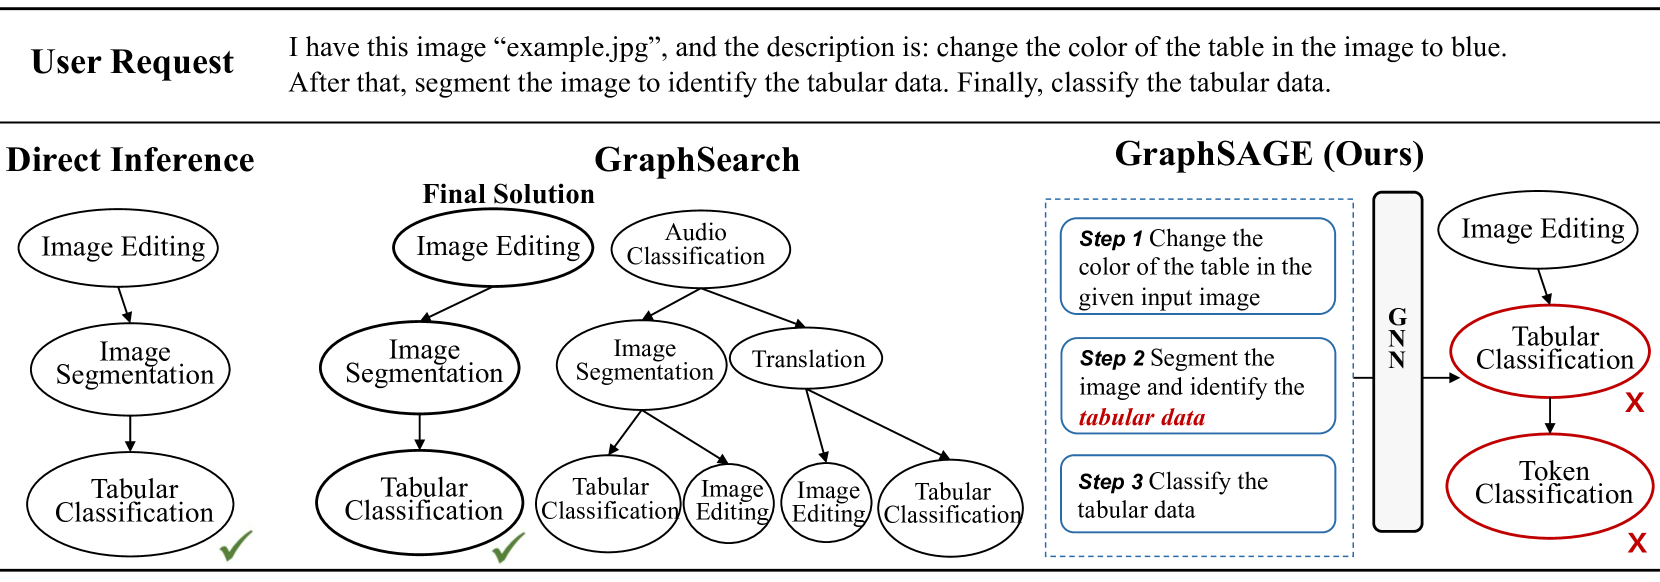 User Request
I have this image “example.jpg”, and the description is: change the color of the table in the image to blue.
After that, segment the image to identify the tabular data. Finally, classify the tabular data.
Direct Inference
Image Editing
Image
Segmentation
Tabular
Classification
GraphSearch
Final Solution
Image Editing
Image
Segmentation
Tabular
Classification
Audio
Classification
Image
Segmentation
Translation
Tabular
Classification
Image
Editing
Image
Editing
Tabular
Classification
GraphSAGE (Ours)
Step 1 Change the
color of the table in the
given input image
Step 2 Segment the
image and identify the
tabular data
Step 3 Classify the
tabular data
G
N
N
Image Editing
Tabular
Classification
X
Token
Classification
X